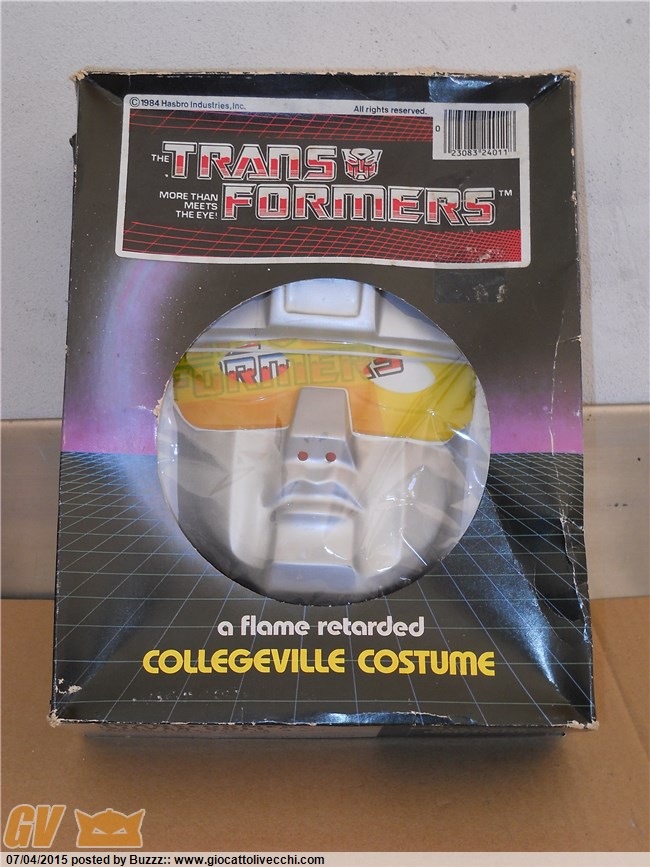 ©1984 Hasbro Industries, Inc. All rights reserved.
0 23083 24011
THE TRANS
MORE THAN MEETS THE EYE! FORMERS™
FORMERS
a flame retarded
COLLEGEVILLE COSTUME
GV
07/04/2015 posted by Buzzz:: www.giocattolivecchi.com